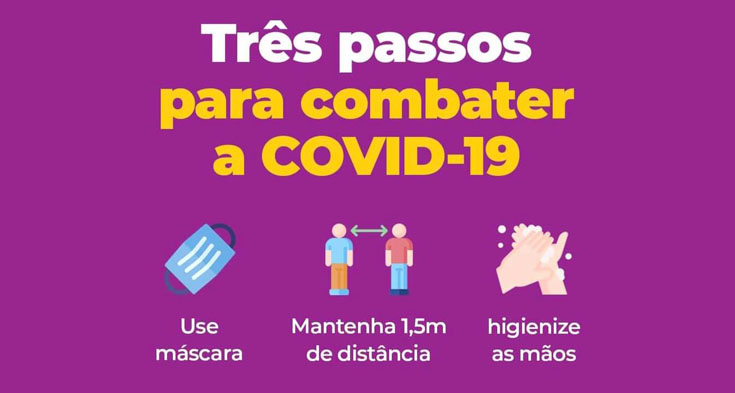 Três passos
para combater
a COVID-19
Use
máscara
Mantenha 1,5m
de distância
higienize
as mãos